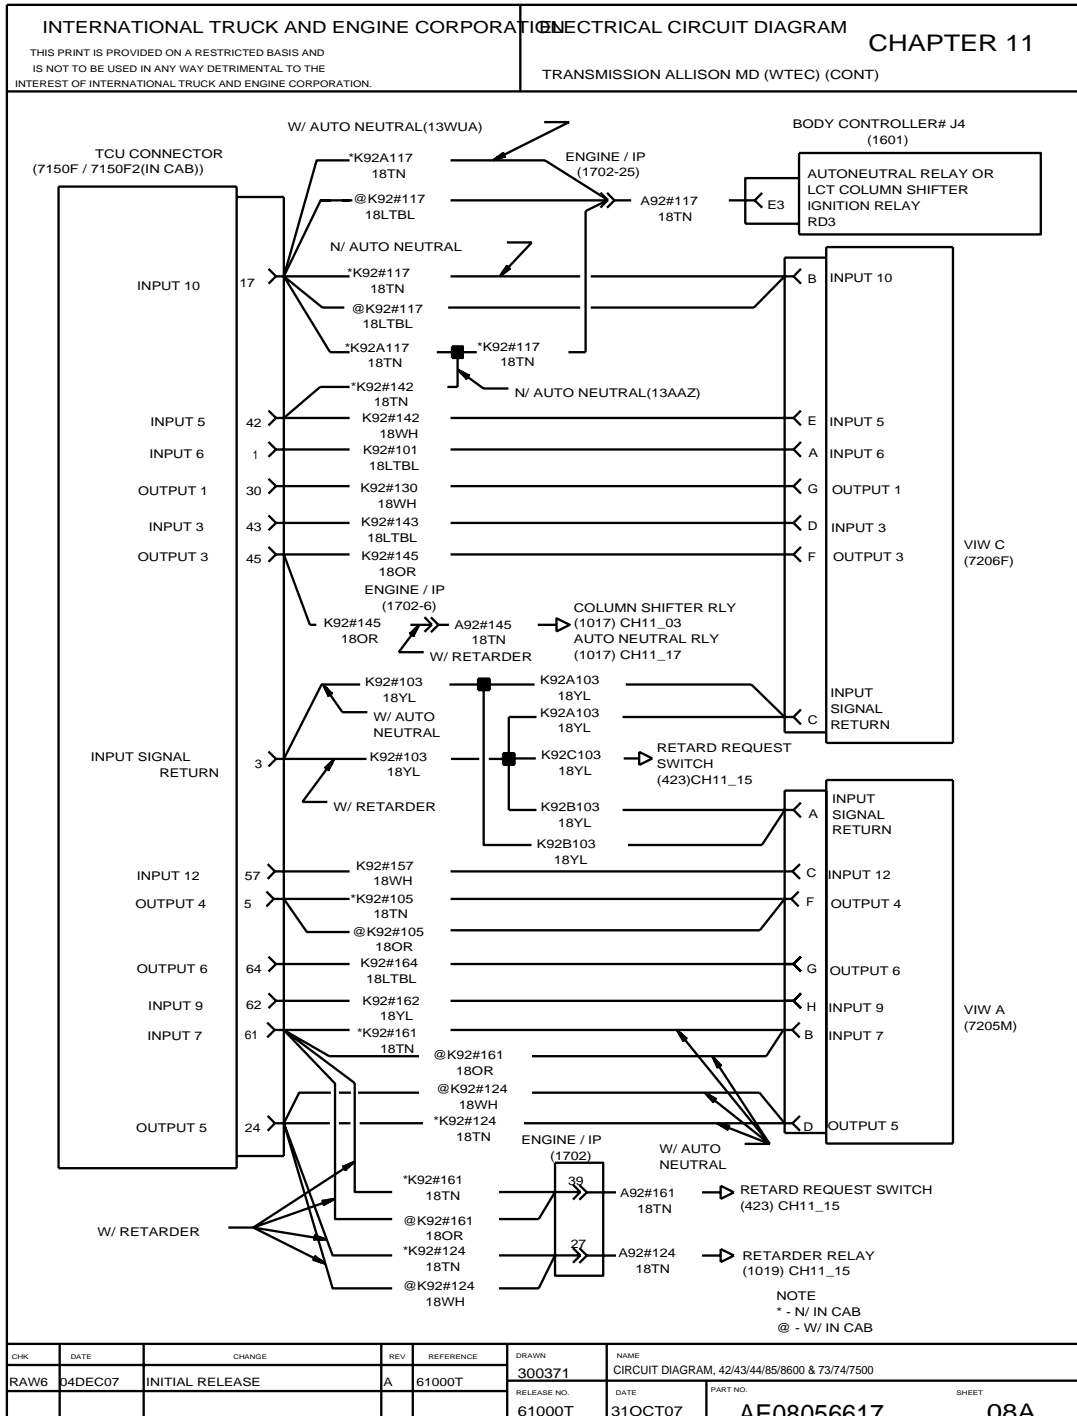 INTERNATIONAL TRUCK AND ENGINE CORPORATION
THIS PRINT IS PROVIDED ON A RESTRICTED BASIS AND
IS NOT TO BE USED IN ANY WAY DETRIMENTAL TO THE
INTEREST OF INTERNATIONAL TRUCK AND ENGINE CORPORATION.
ELECTRICAL CIRCUIT DIAGRAM
CHAPTER 11
TRANSMISSION ALLISON MD (WTEC) (CONT)
W/ AUTO NEUTRAL(13WUA)
BODY CONTROLLER# J4
(1601)
TCU CONNECTOR
(7150F / 7150F2(IN CAB))
*K92A117
18TN
ENGINE / IP
(1702-25)
AUTONEUTRAL RELAY OR
LCT COLUMN SHIFTER
IGNITION RELAY
RD3
@K92#117
18LTBL
A92#117
18TN
E3
N/ AUTO NEUTRAL
INPUT 10
17
*K92#117
18TN
B
INPUT 10
@K92#117
18LTBL
*K92A117
18TN
*K92#117
18TN
*K92#142
18TN
N/ AUTO NEUTRAL(13AAZ)
INPUT 5
42
K92#142
18WH
E
INPUT 5
INPUT 6
1
K92#101
18LTBL
A
INPUT 6
OUTPUT 1
30
K92#130
18WH
G
OUTPUT 1
INPUT 3
43
K92#143
18LTBL
D
INPUT 3
OUTPUT 3
45
K92#145
18OR
F
OUTPUT 3
VIW C
(7206F)
ENGINE / IP
(1702-6)
K92#145
18OR
A92#145
18TN
COLUMN SHIFTER RLY
(1017) CH11_03
AUTO NEUTRAL RLY
(1017) CH11_17
W/ RETARDER
K92#103
18YL
K92A103
18YL
W/ AUTO
NEUTRAL
K92A103
18YL
C
INPUT
SIGNAL
RETURN
INPUT SIGNAL
RETURN
3
K92#103
18YL
K92C103
18YL
RETARD REQUEST
SWITCH
(423)CH11_15
W/ RETARDER
K92B103
18YL
A
INPUT
SIGNAL
RETURN
K92B103
18YL
INPUT 12
57
K92#157
18WH
C
INPUT 12
OUTPUT 4
5
*K92#105
18TN
F
OUTPUT 4
@K92#105
18OR
OUTPUT 6
64
K92#164
18LTBL
G
OUTPUT 6
INPUT 9
62
K92#162
18YL
H
INPUT 9
VIW A
(7205M)
INPUT 7
61
*K92#161
18TN
B
INPUT 7
@K92#161
18OR
@K92#124
18WH
OUTPUT 5
24
*K92#124
18TN
D
OUTPUT 5
ENGINE / IP
(1702)
W/ AUTO
NEUTRAL
*K92#161
18TN
39
A92#161
18TN
RETARD REQUEST SWITCH
(423) CH11_15
W/ RETARDER
@K92#161
18OR
*K92#124
18TN
27
A92#124
18TN
RETARDER RELAY
(1019) CH11_15
@K92#124
18WH
NOTE
* - N/ IN CAB
@ - W/ IN CAB
CHK DATE CHANGE REV REFERENCE
RAW6 04DEC07 INITIAL RELEASE A 61000T
DRAWN
300371
NAME
CIRCUIT DIAGRAM, 42/43/44/85/8600 & 73/74/7500
RELEASE NO.
61000T
DATE
31OCT07
PART NO.
AE08056617
SHEET
08A